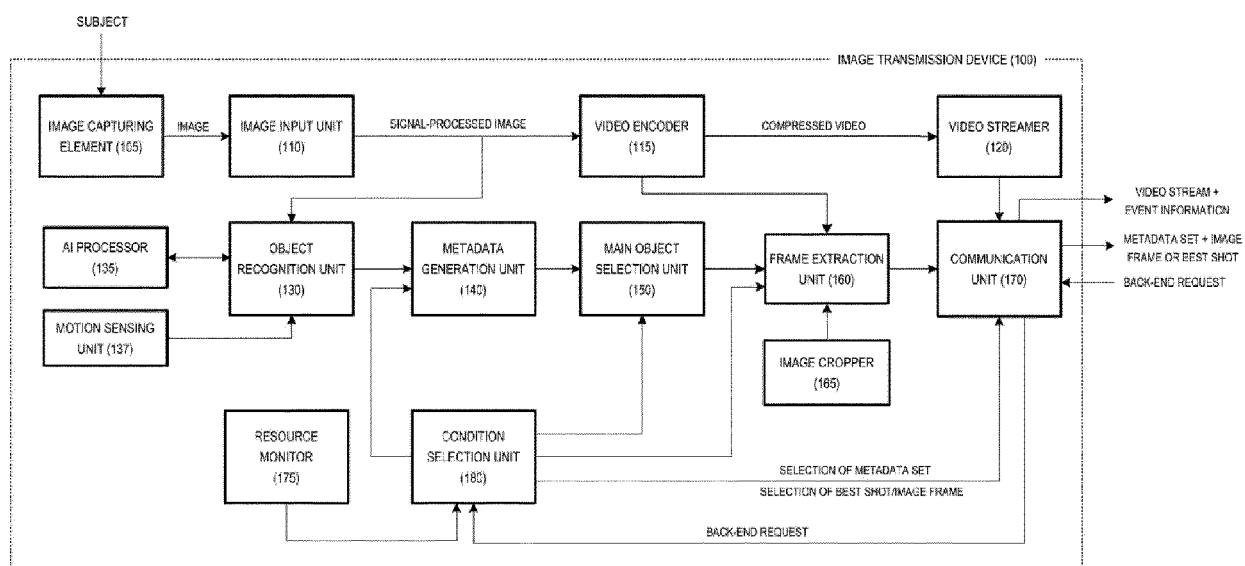 SUBJECT
IMAGE TRANSMISSION DEVICE (100)
IMAGE CAPTURING
ELEMENT (105)
IMAGE
IMAGE INPUT UNIT
(110)
SIGNAL-PROCESSED IMAGE
VIDEO ENCODER
(115)
COMPRESSED VIDEO
VIDEO STREAMER
(120)
AI PROCESSOR
(135)
MOTION SENSING
UNIT (137)
OBJECT
RECOGNITION UNIT
(130)
METADATA
GENERATION UNIT
(140)
MAIN OBJECT
SELECTION UNIT
(150)
FRAME EXTRACTION
UNIT (160)
IMAGE CROPPER
(165)
COMMUNICATION
UNIT (170)
VIDEO STREAM +
EVENT INFORMATION
METADATA SET + IMAGE
FRAME OR BEST SHOT
BACK-END REQUEST
RESOURCE
MONITOR
(175)
CONDITION
SELECTION UNIT
(180)
SELECTION OF METADATA SET
SELECTION OF BEST SHOT/IMAGE FRAME
BACK-END REQUEST